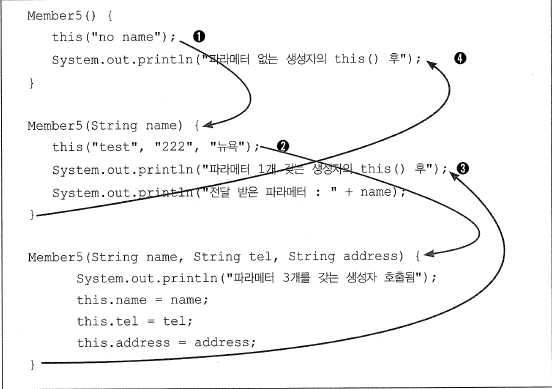 Member5() {
this("no name"); ❶
System.out.println("파라메터 없는 생성자의 this() 후"); ❹
}
Member5(String name) {
this("test", "222", "뉴욕"); ❷
System.out.println("파라메터 1개 갖는 생성자의 this() 후"); ❸
System.out.println("전달 받은 파라메터 : " + name);
}
Member5(String name, String tel, String address) {
System.out.println("파라메터 3개를 갖는 생성자 호출됨");
this.name = name;
this.tel = tel;
this.address = address;
}